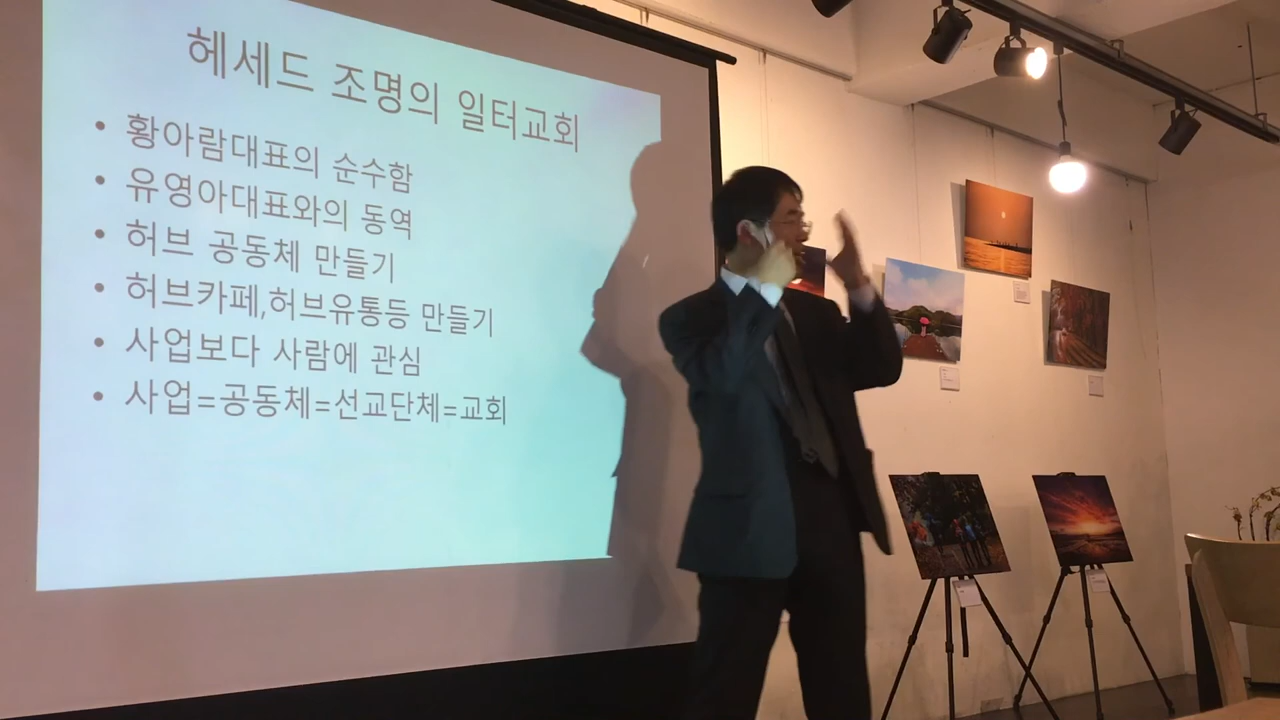 헤세드 조명의 일터교회
• 황아람대표의 순수함
• 유영아대표와의 동역
• 허브 공동체 만들기
• 허브카페,허브유통등 만들기
• 사업보다 사람에 관심
• 사업=공동체=선교단체=교회